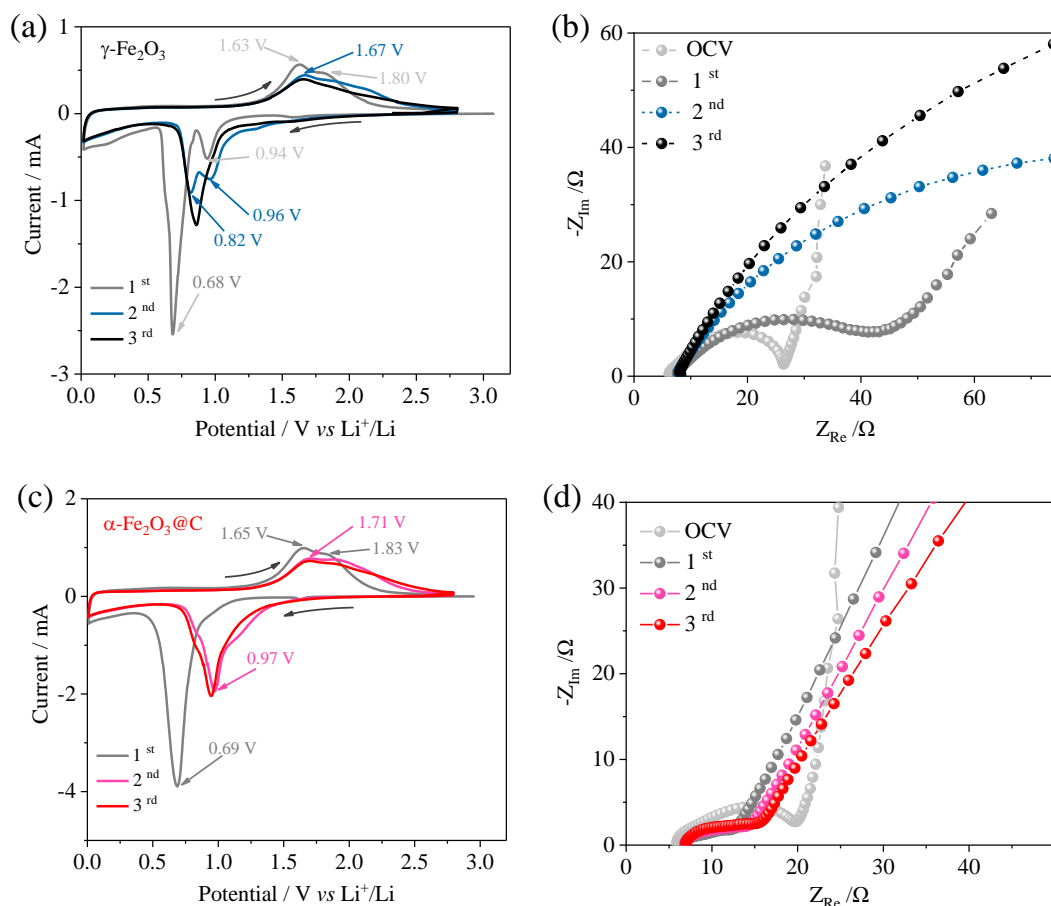 (a)
γ-Fe₂O₃
1.63 V
1.67 V
1.80 V
0.94 V
0.96 V
0.82 V
0.68 V
1 st
2 nd
3 rd
1
0
-1
-2
-3
Current / mA
0.0 0.5 1.0 1.5 2.0 2.5 3.0
Potential / V vs Li⁺/Li
(b)
OCV
1 st
2 nd
3 rd
60
40
20
0
-Z_Im /Ω
20 40 60
Z_Re /Ω
(c)
α-Fe₂O₃@C
1.65 V
1.71 V
1.83 V
0.97 V
0.69 V
1 st
2 nd
3 rd
2
0
-2
-4
Current / mA
0.0 0.5 1.0 1.5 2.0 2.5 3.0
Potential / V vs Li⁺/Li
(d)
OCV
1 st
2 nd
3 rd
40
30
20
10
0
-Z_Im /Ω
0 10 20 30 40
Z_Re /Ω